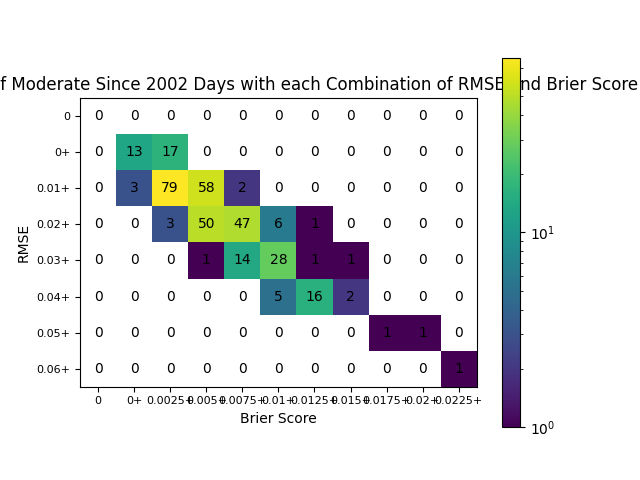 f Moderate Since 2002 Days with each Combination of RMSE and Brier Score
RMSE
0 0 0 0 0 0 0 0 0 0 0 0
0+ 0 13 17 0 0 0 0 0 0 0 0
0.01+ 0 3 79 58 2 0 0 0 0 0 0
0.02+ 0 0 3 50 47 6 1 0 0 0 0
0.03+ 0 0 0 1 14 28 1 1 0 0 0
0.04+ 0 0 0 0 0 5 16 2 0 0 0
0.05+ 0 0 0 0 0 0 0 0 1 1 0
0.06+ 0 0 0 0 0 0 0 0 0 0 1
0 0+ 0.0025+ 0.005+ 0.0075+ 0.01+ 0.0125+ 0.015+ 0.0175+ 0.02+ 0.0225+
Brier Score
10¹
10⁰